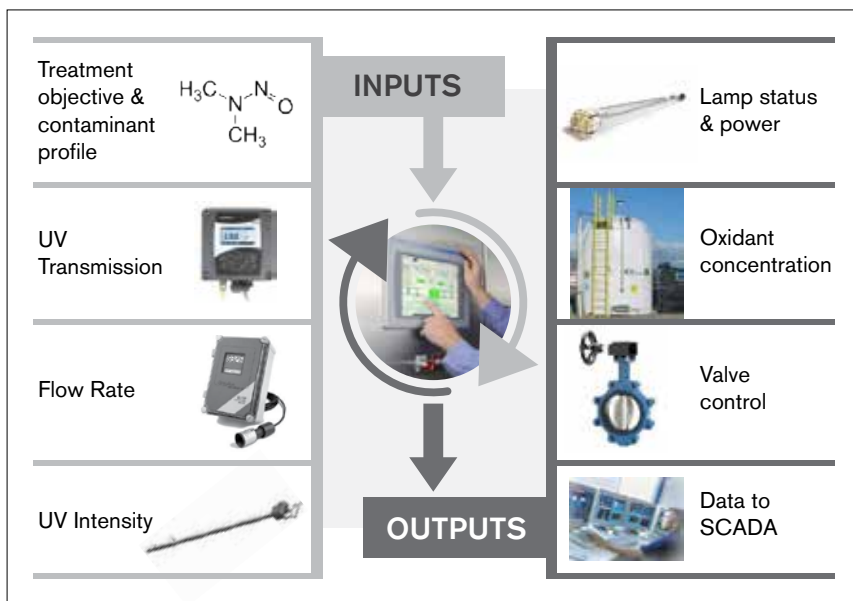 INPUTS
Treatment
objective &
contaminant
profile
H₃C
N
N
O
CH₃
UV
Transmission
Flow Rate
UV Intensity
OUTPUTS
Lamp status
& power
Oxidant
concentration
Valve
control
Data to
SCADA